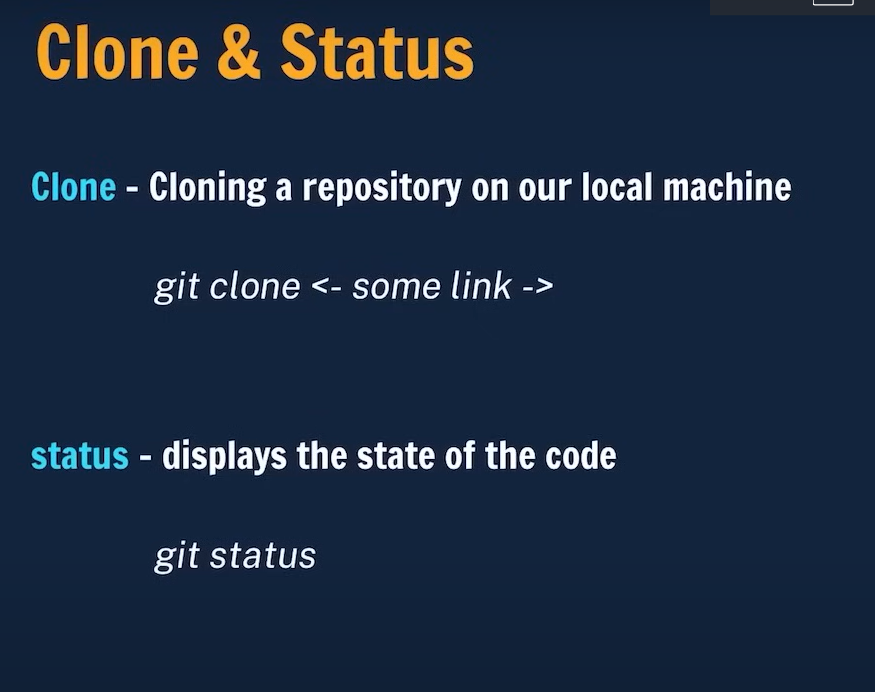 Clone & Status
Clone - Cloning a repository on our local machine
git clone <- some link ->
status - displays the state of the code
git status